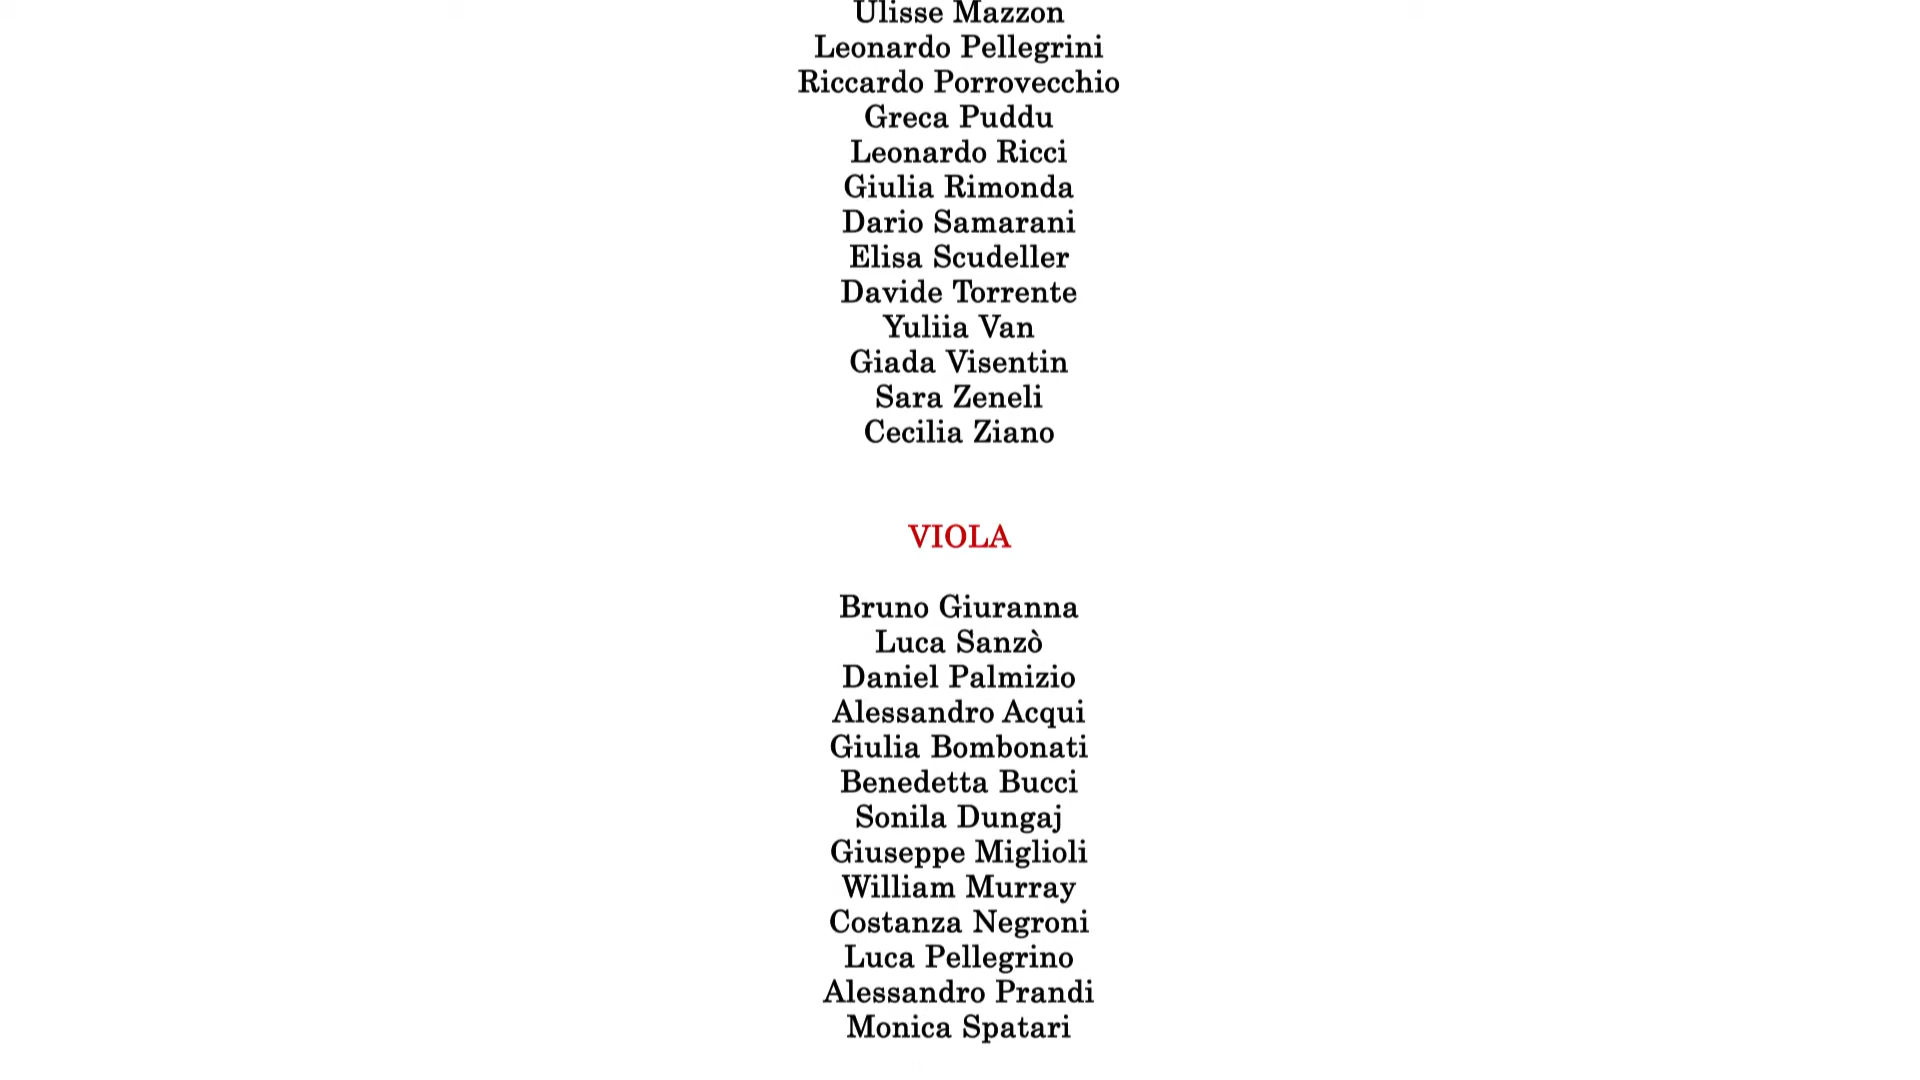 Ulisse Mazzon
Leonardo Pellegrini
Riccardo Porrovecchio
Greca Puddu
Leonardo Ricci
Giulia Rimonda
Dario Samarani
Elisa Scudeller
Davide Torrente
Yuliia Van
Giada Visentin
Sara Zeneli
Cecilia Ziano
VIOLA
Bruno Giuranna
Luca Sanzò
Daniel Palmizio
Alessandro Acqui
Giulia Bombonati
Benedetta Bucci
Sonila Dungaj
Giuseppe Miglioli
William Murray
Costanza Negroni
Luca Pellegrino
Alessandro Prandi
Monica Spatari